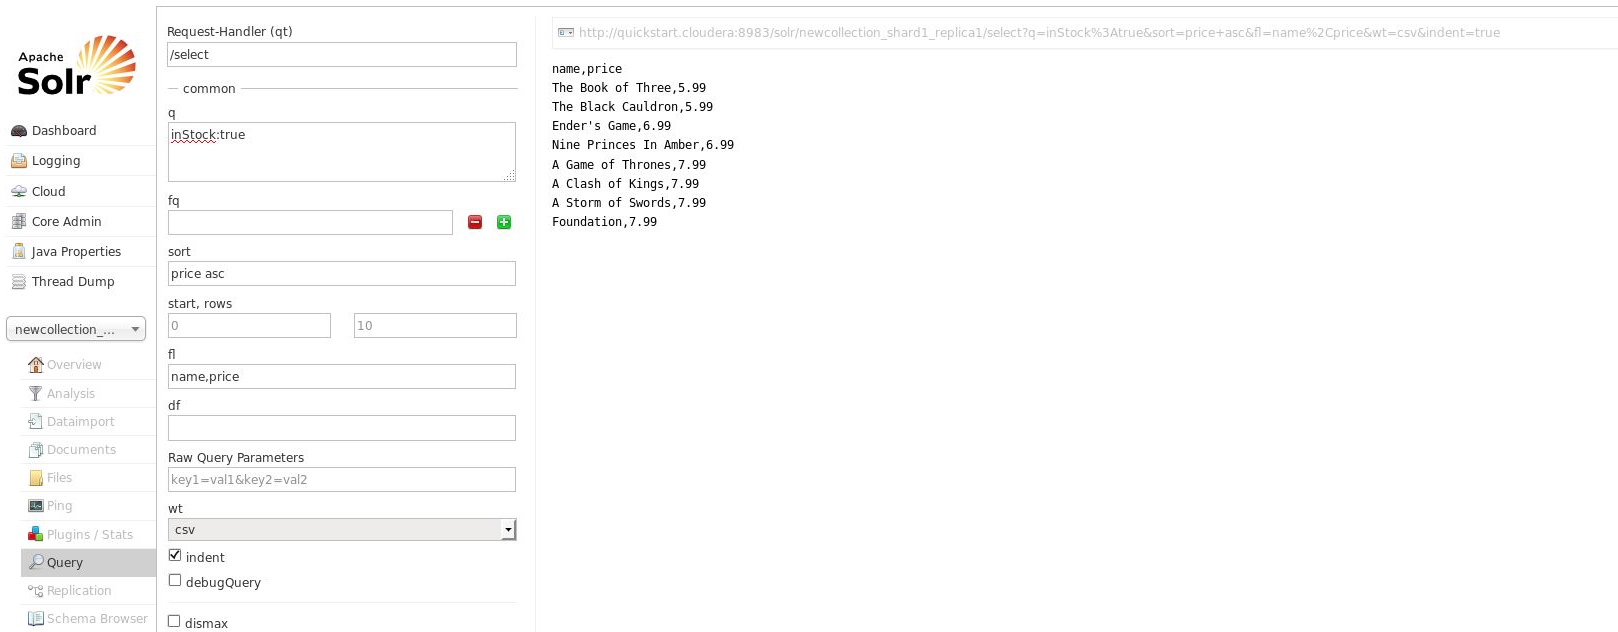 Apache
Solr
Dashboard
Logging
Cloud
Core Admin
Java Properties
Thread Dump
newcollection_...
Overview
Analysis
Dataimport
Documents
Files
Ping
Plugins / Stats
Query
Replication
Schema Browser
Request-Handler (qt)
/select
common
q
inStock:true
fq
sort
price asc
start, rows
0 10
fl
name,price
df
Raw Query Parameters
key1=val1&key2=val2
wt
csv
indent
debugQuery
dismax
http://quickstart.cloudera:8983/solr/newcollection_shard1_replica1/select?q=inStock%3Atrue&sort=price+asc&fl=name%2Cprice&wt=csv&indent=true
name,price
The Book of Three,5.99
The Black Cauldron,5.99
Ender's Game,6.99
Nine Princes In Amber,6.99
A Game of Thrones,7.99
A Clash of Kings,7.99
A Storm of Swords,7.99
Foundation,7.99